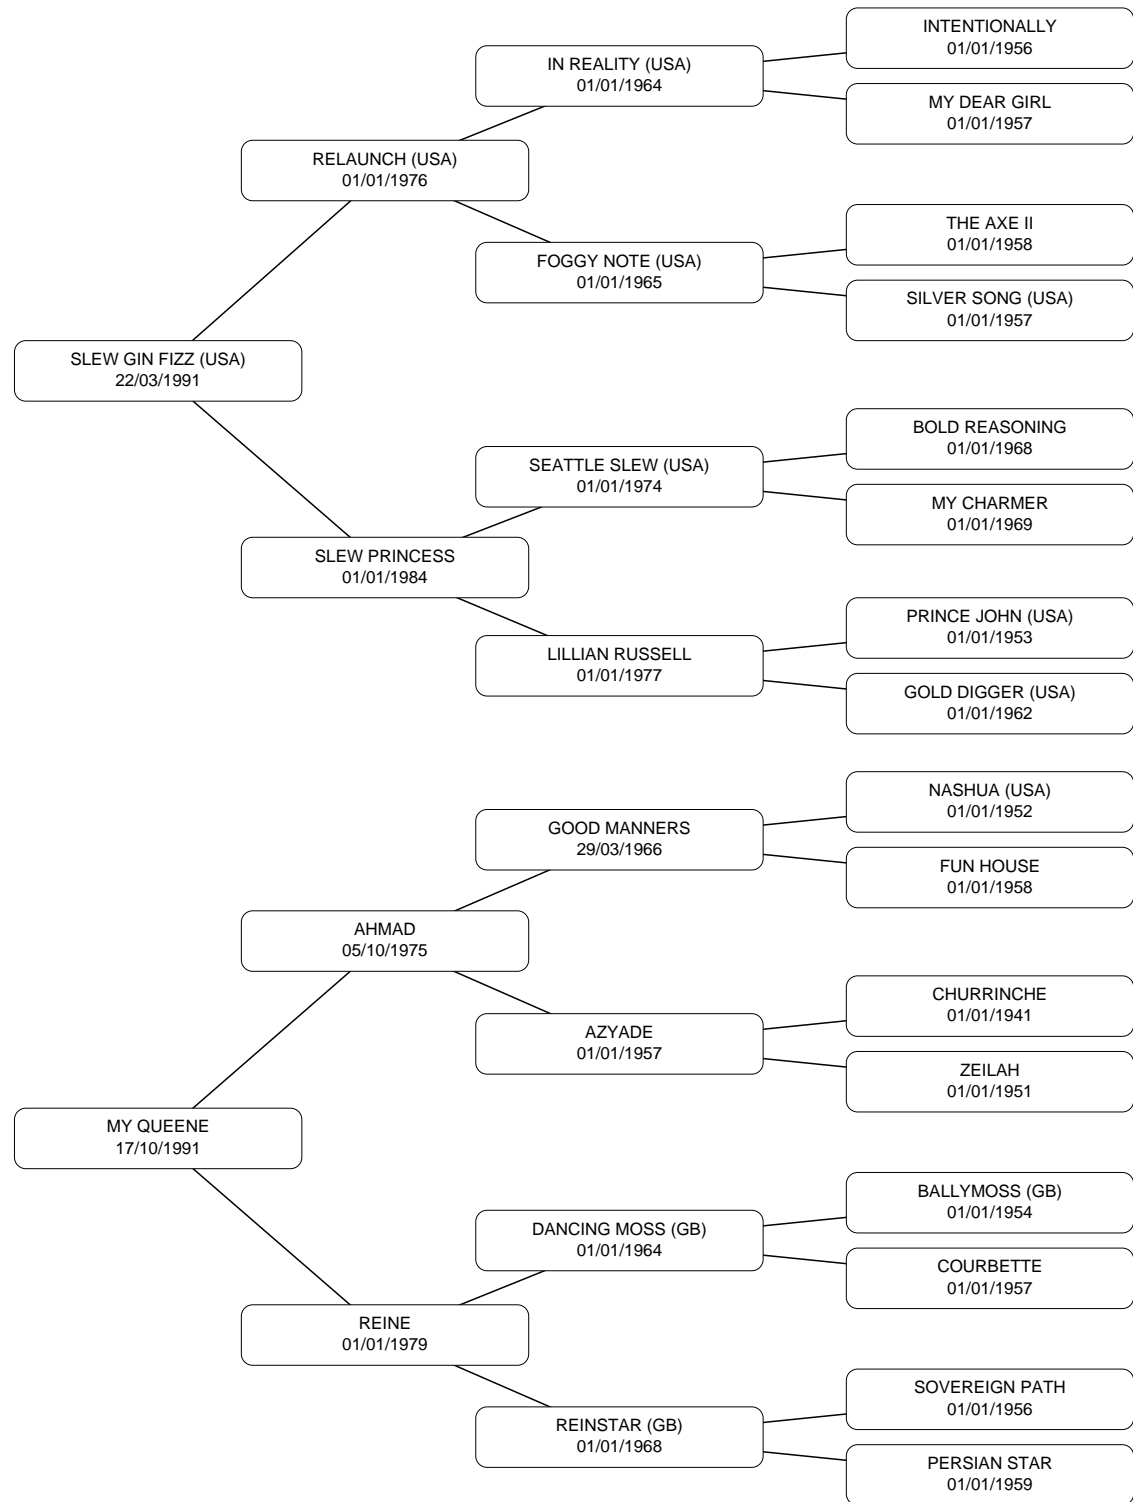 INTENTIONALLY
01/01/1956
IN REALITY (USA)
01/01/1964
MY DEAR GIRL
01/01/1957
RELAUNCH (USA)
01/01/1976
THE AXE II
01/01/1958
FOGGY NOTE (USA)
01/01/1965
SILVER SONG (USA)
01/01/1957
SLEW GIN FIZZ (USA)
22/03/1991
BOLD REASONING
01/01/1968
SEATTLE SLEW (USA)
01/01/1974
MY CHARMER
01/01/1969
SLEW PRINCESS
01/01/1984
PRINCE JOHN (USA)
01/01/1953
LILLIAN RUSSELL
01/01/1977
GOLD DIGGER (USA)
01/01/1962
NASHUA (USA)
01/01/1952
GOOD MANNERS
29/03/1966
FUN HOUSE
01/01/1958
AHMAD
05/10/1975
CHURRINCHE
01/01/1941
AZYADE
01/01/1957
ZEILAH
01/01/1951
MY QUEENE
17/10/1991
BALLYMOSS (GB)
01/01/1954
DANCING MOSS (GB)
01/01/1964
COURBETTE
01/01/1957
REINE
01/01/1979
SOVEREIGN PATH
01/01/1956
REINSTAR (GB)
01/01/1968
PERSIAN STAR
01/01/1959